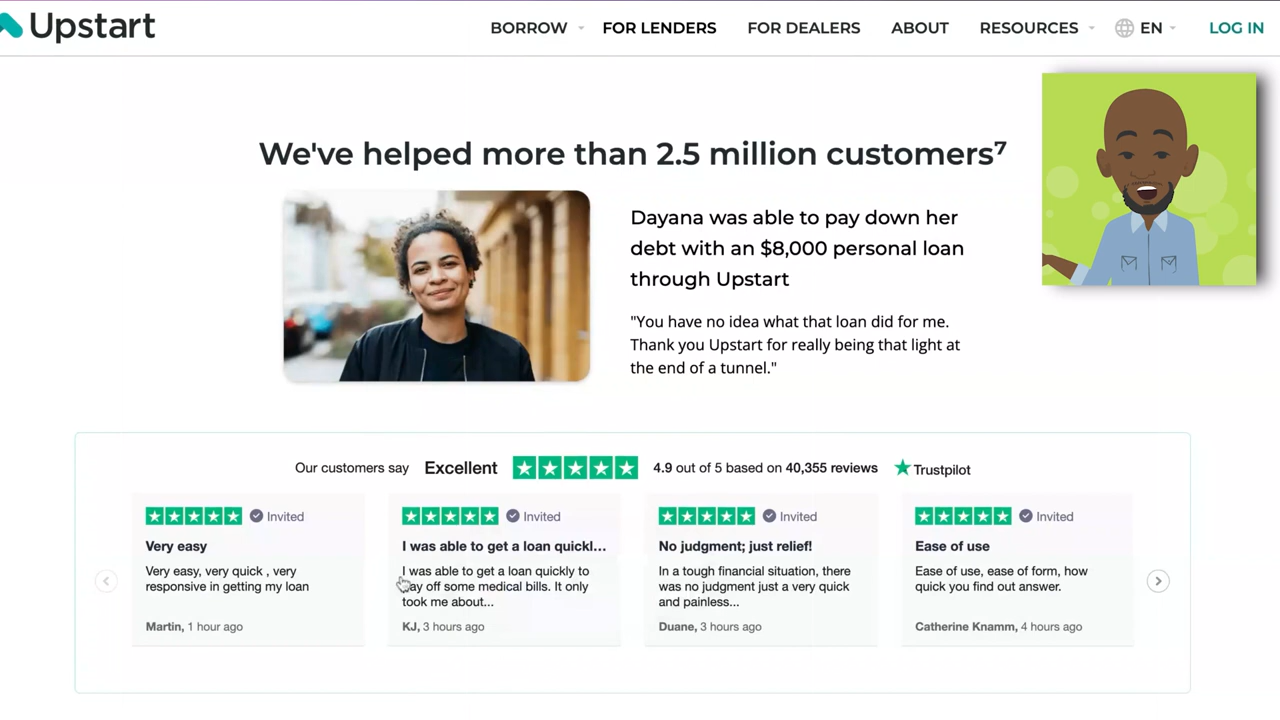 Upstart
BORROW FOR LENDERS FOR DEALERS ABOUT RESOURCES EN LOG IN
We've helped more than 2.5 million customers⁷
Dayana was able to pay down her
debt with an $8,000 personal loan
through Upstart
"You have no idea what that loan did for me.
Thank you Upstart for really being that light at
the end of a tunnel."
Our customers say Excellent 4.9 out of 5 based on 40,355 reviews Trustpilot
Invited
Very easy
Very easy, very quick , very
responsive in getting my loan
Martin, 1 hour ago
Invited
I was able to get a loan quickl...
I was able to get a loan quickly to
pay off some medical bills. It only
took me about...
KJ, 3 hours ago
Invited
No judgment; just relief!
In a tough financial situation, there
was no judgment just a very quick
and painless...
Duane, 3 hours ago
Invited
Ease of use
Ease of use, ease of form, how
quick you find out answer.
Catherine Knamm, 4 hours ago